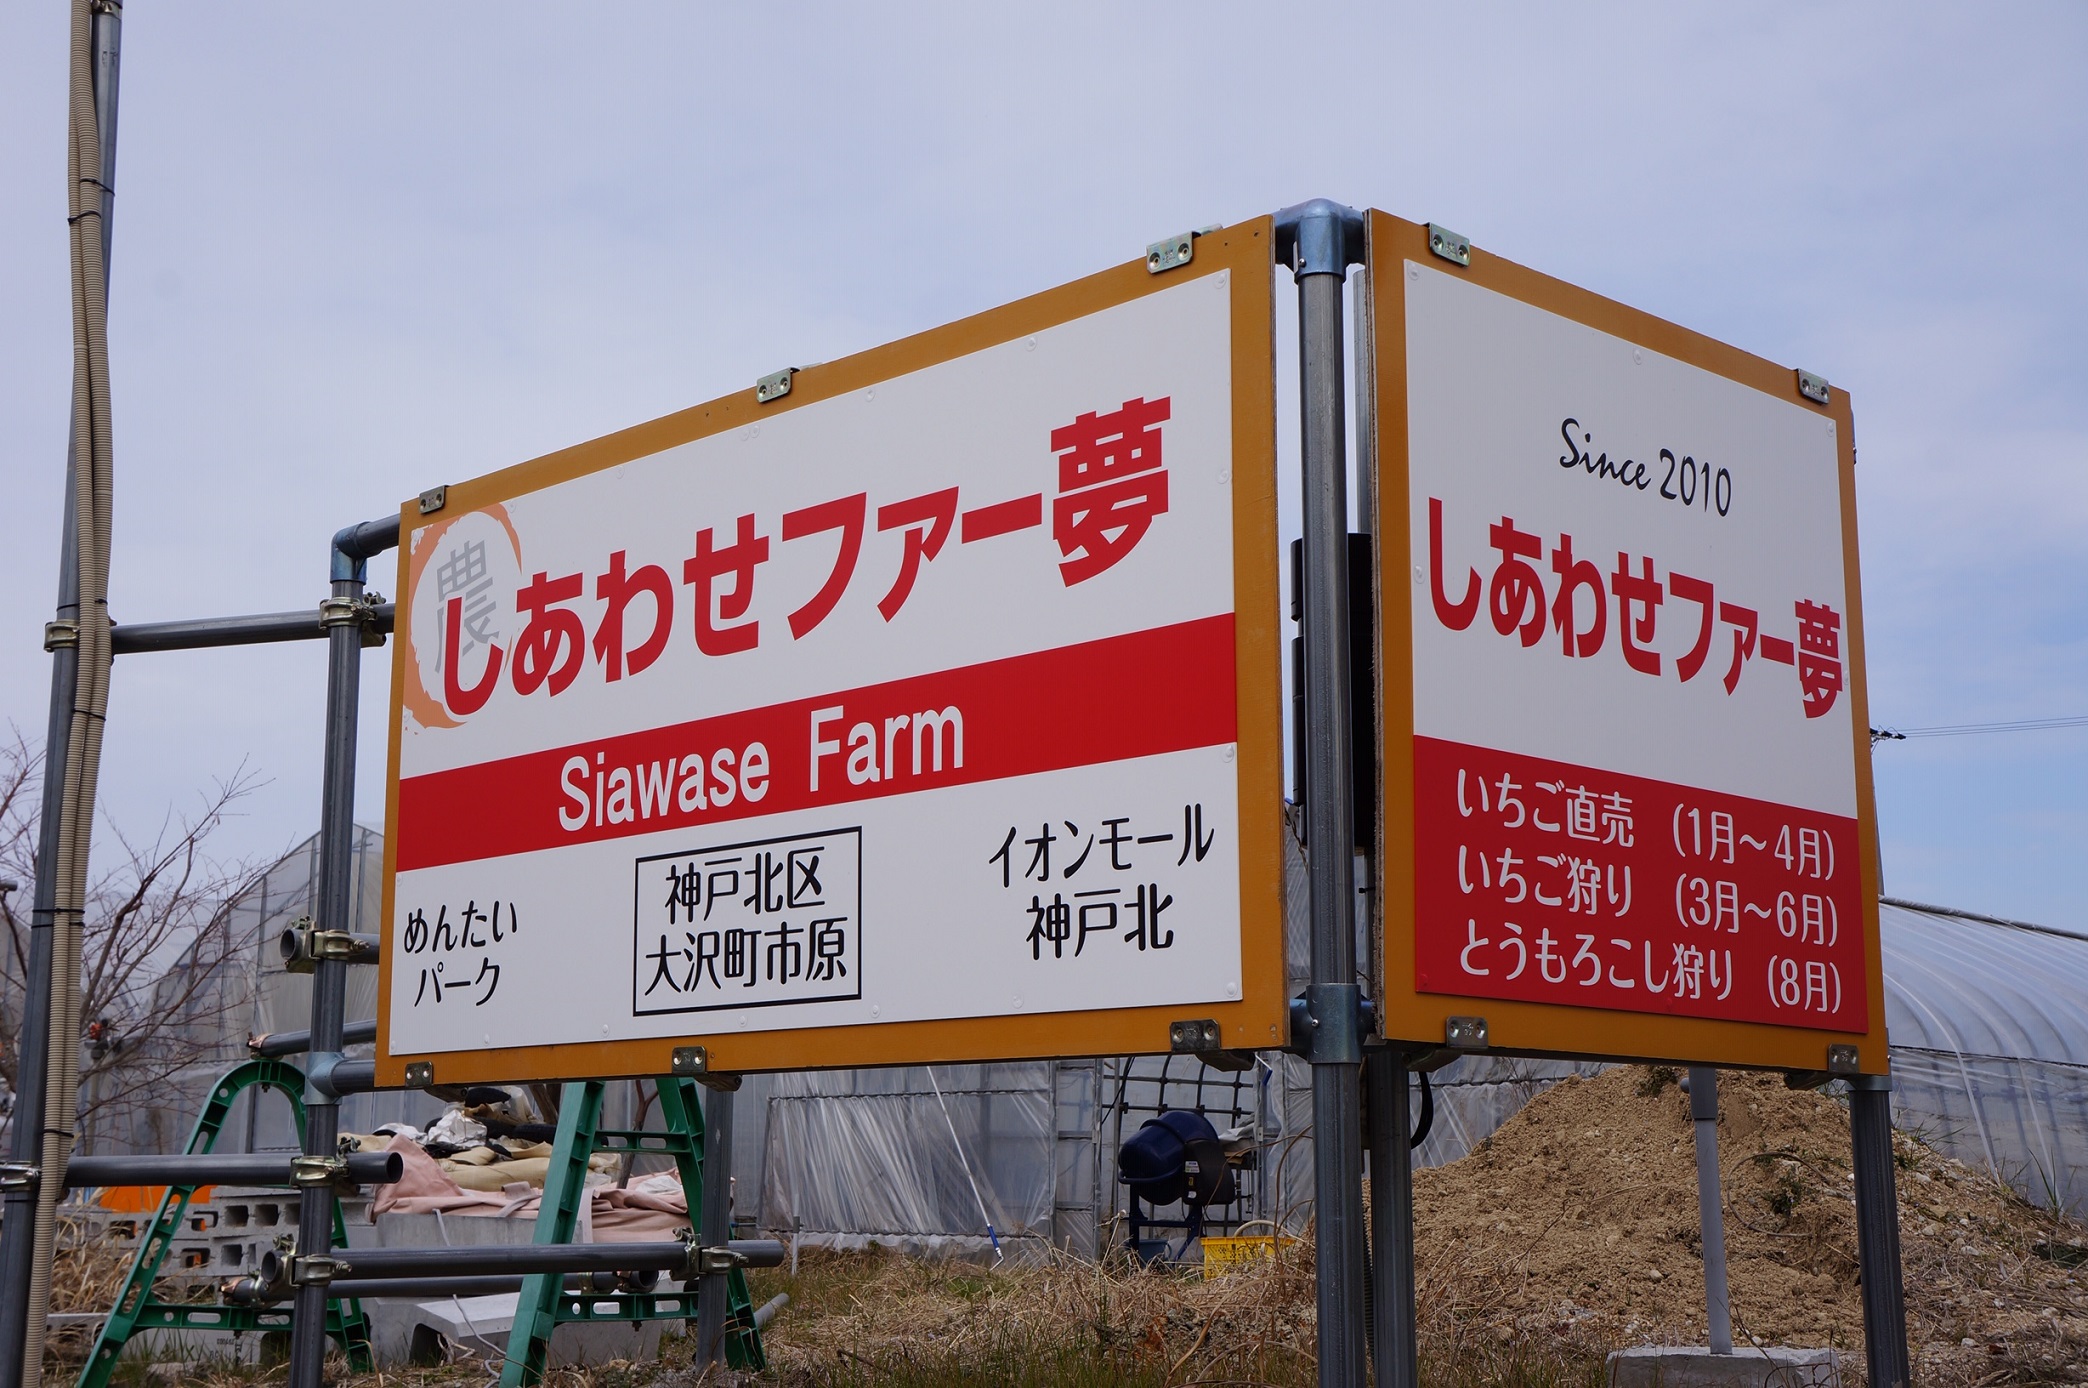 農
しあわせファー夢
Siawase Farm
めんたい
パーク
神戸北区
大沢町市原
イオンモール
神戸北
Since 2010
しあわせファー夢
いちご直売 (1月～4月)
いちご狩り (3月～6月)
とうもろこし狩り (8月)